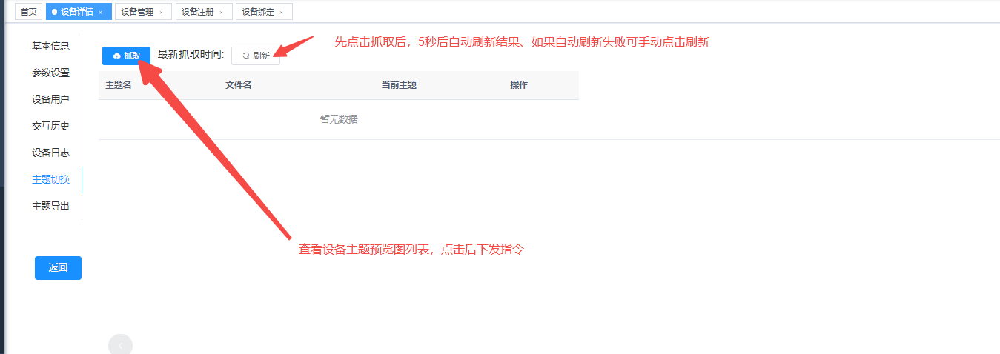 首页 设备详情 × 设备管理 × 设备注册 × 设备绑定 ×
先点击抓取后，5秒后自动刷新结果、如果自动刷新失败可手动点击刷新
基本信息
参数设置
设备用户
交互历史
设备日志
主题切换
主题导出
返回
抓取 最新抓取时间: 刷新
主题名 文件名 当前主题 操作
暂无数据
查看设备主题预览图列表，点击后下发指令